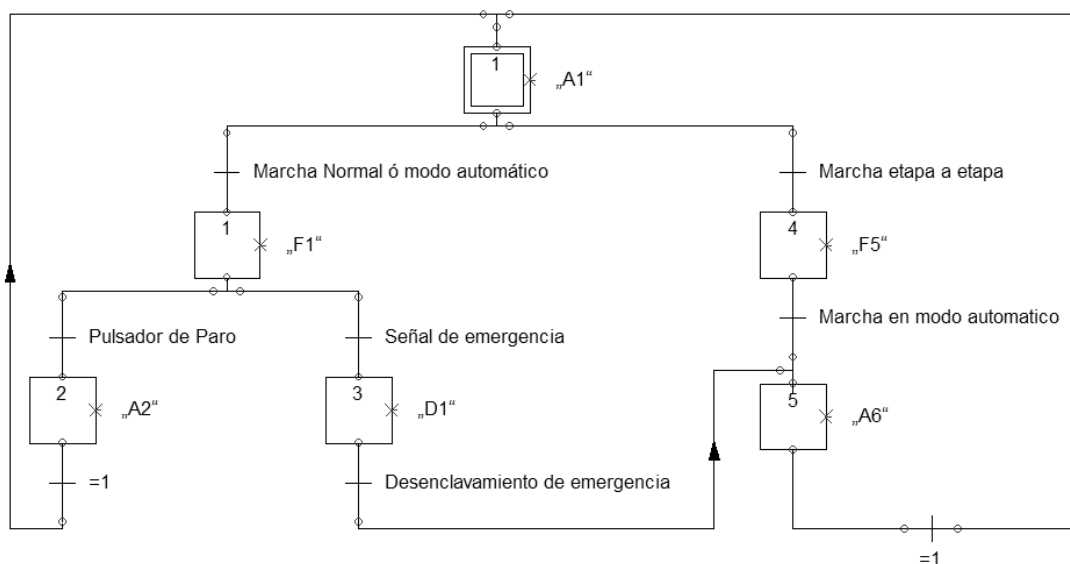 1
„A1“
Marcha Normal ó modo automático
Marcha etapa a etapa
1
„F1“
4
„F5“
Pulsador de Paro
Señal de emergencia
Marcha en modo automatico
2
„A2“
3
„D1“
5
„A6“
=1
Desenclavamiento de emergencia
=1